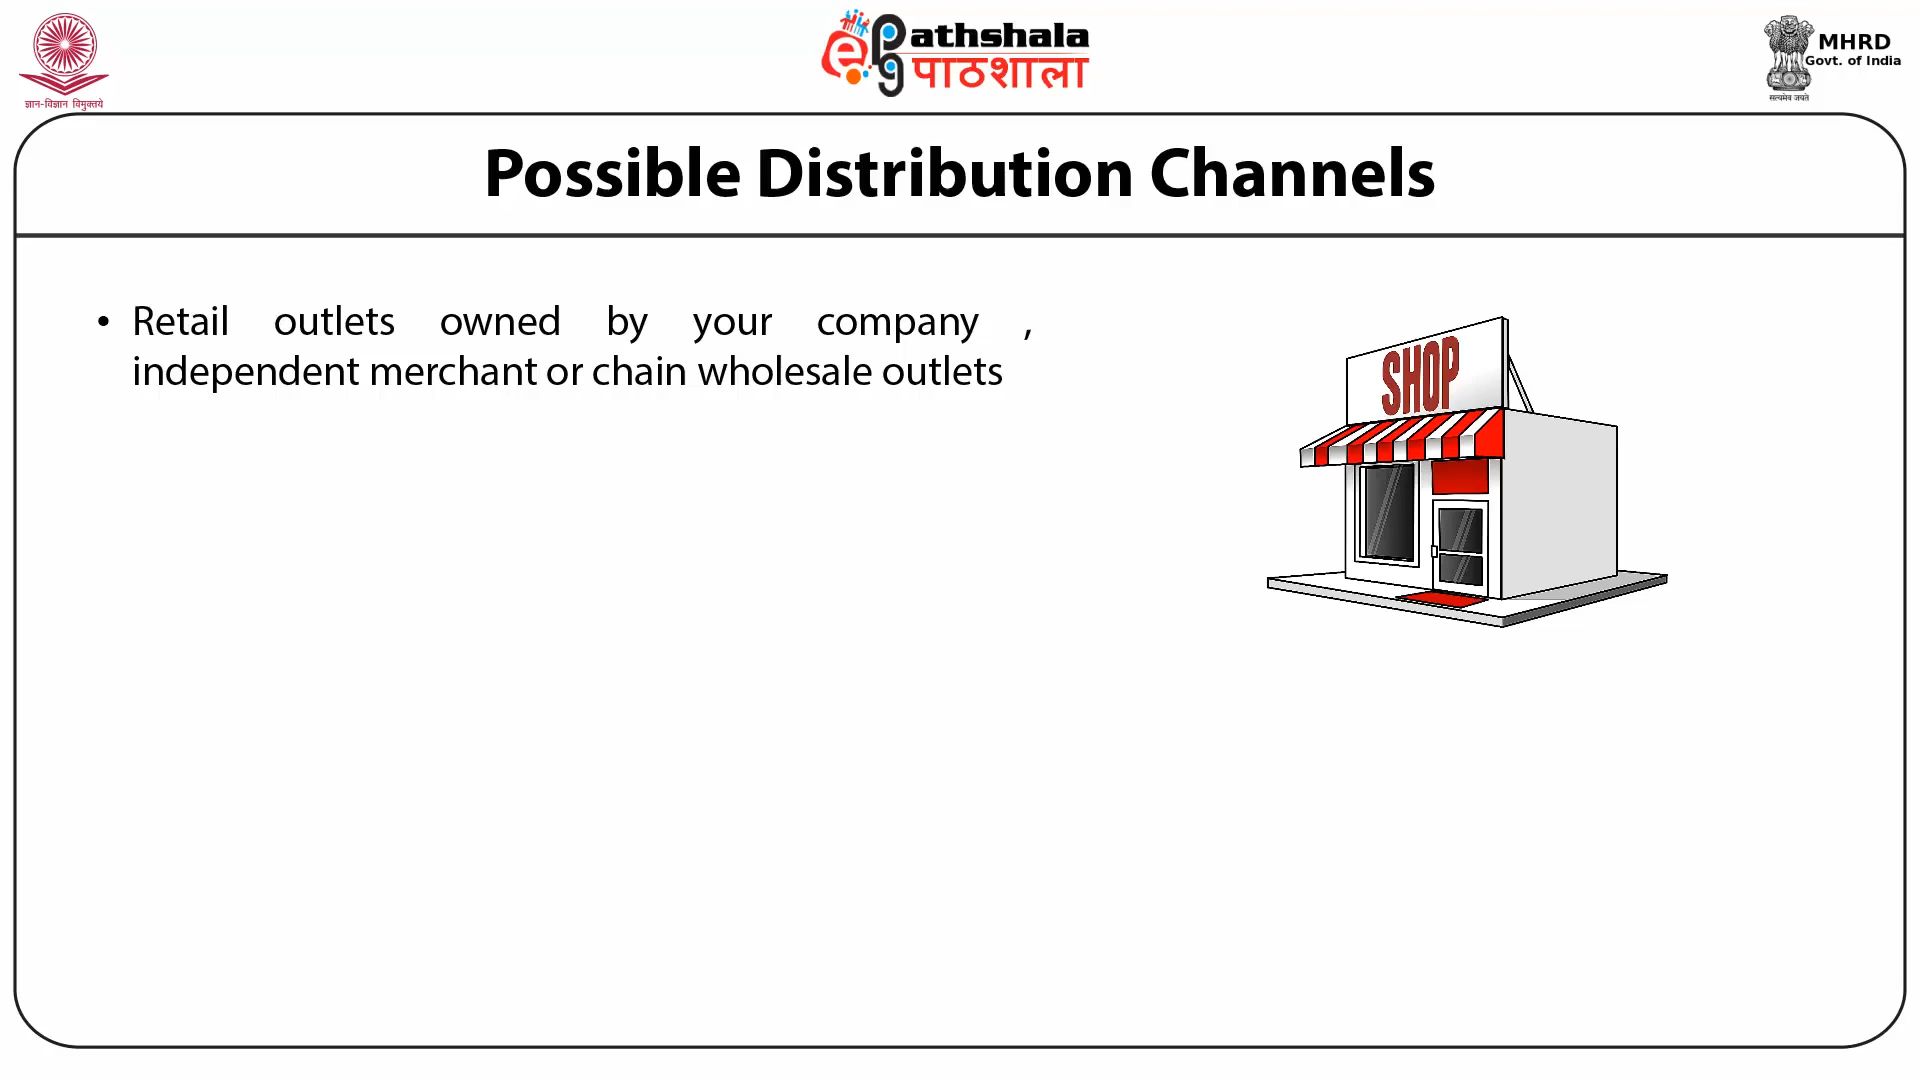 ज्ञान-विज्ञान विमुक्तये
ePathshala
पाठशाला
MHRD
Govt. of India
सत्यमेव जयते
Possible Distribution Channels
• Retail outlets owned by your company ,
independent merchant or chain wholesale outlets
SHOP